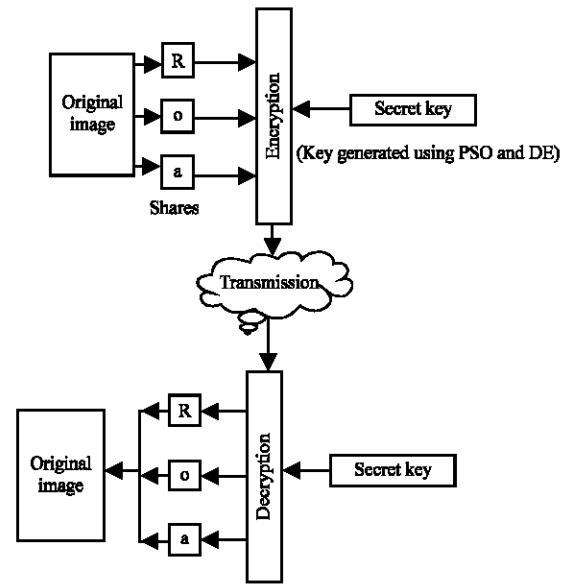 Original
image
R
o
a
Shares
Encryption
Secret key
(Key generated using PSO and DE)
Transmission
Original
image
R
o
a
Decryption
Secret key